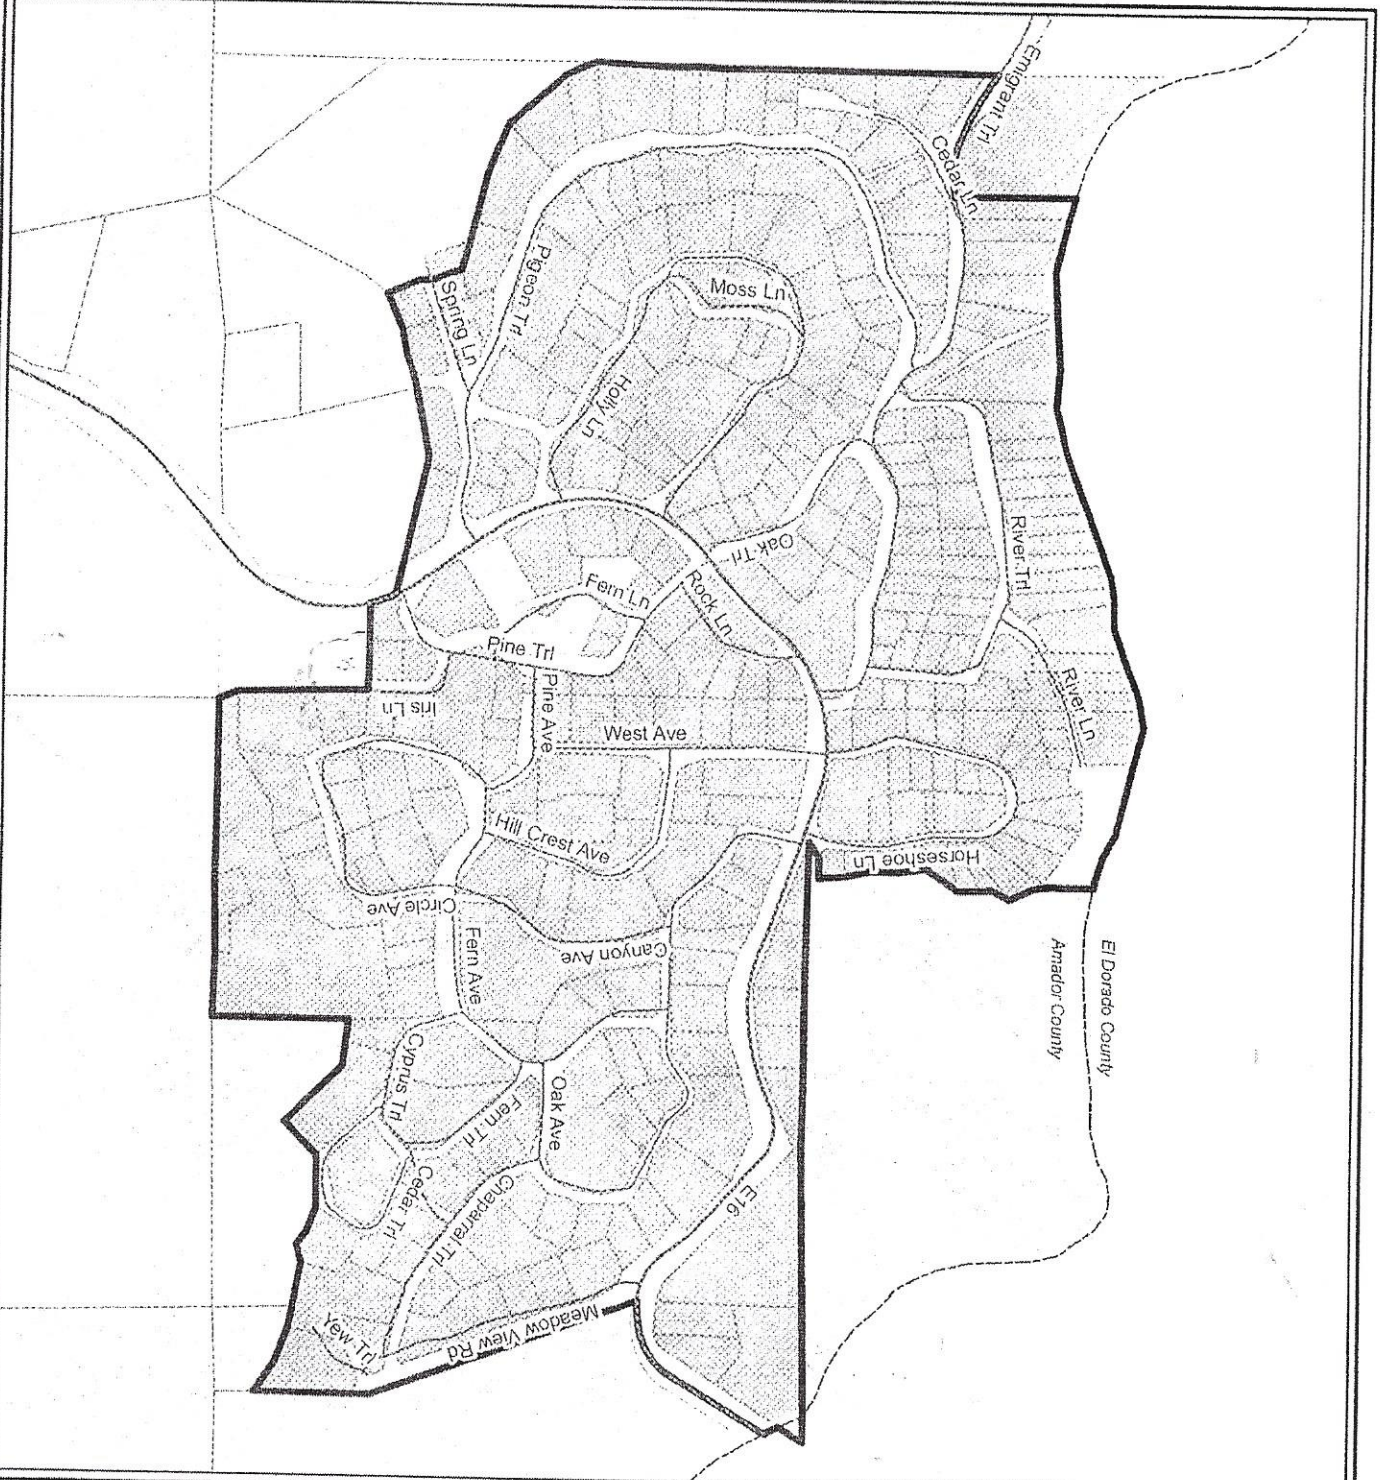 Emigrant Trl
Cedar Ln
Pigeon Trl
Spring Ln
Moss Ln
Holly Ln
River Trl
Oak Trl
Fern Ln
Rock Ln
Pine Trl
River Ln
Iris Ln
Pine Ave
West Ave
Hill Crest Ave
Horseshoe Ln
Circle Ave
Fern Ave
Canyon Ave
El Dorado County
Amador County
Cyprus Trl
Oak Ave
Fern Trl
Cedar Trl
Chaparral Trl
E16
Meadow View Rd
Yew Trl